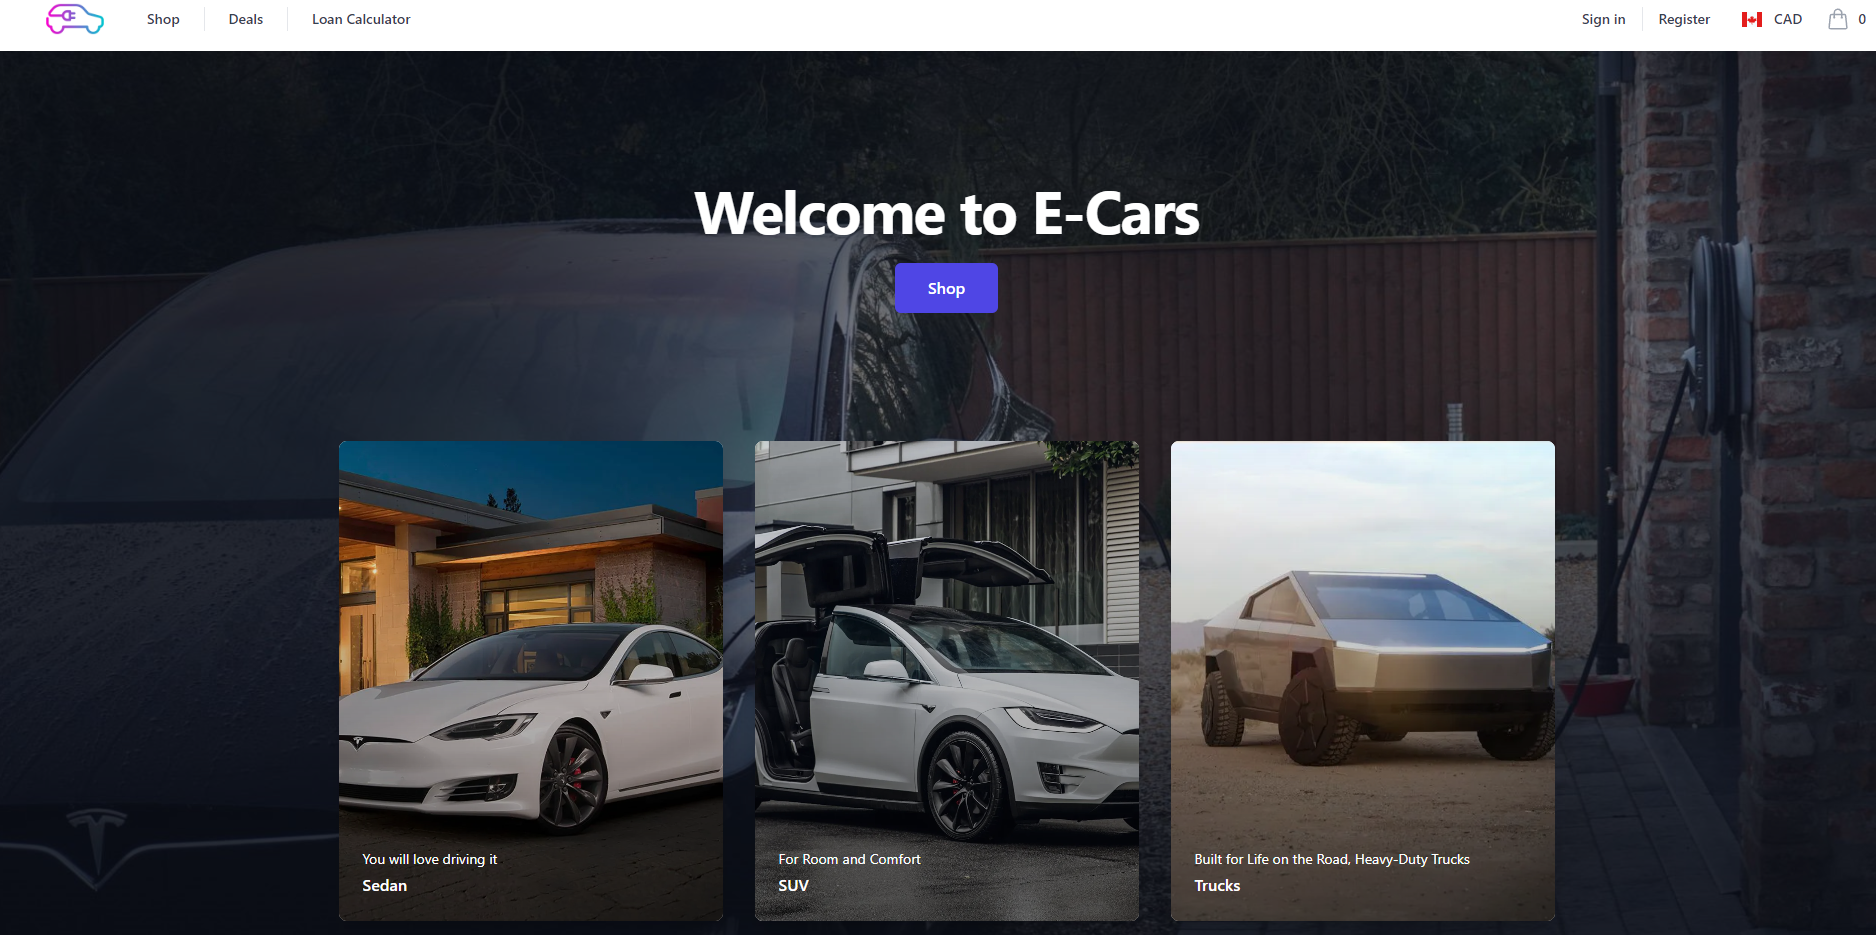 Shop
Deals
Loan Calculator
Sign in
Register
CAD
0
Welcome to E-Cars
Shop
You will love driving it
Sedan
For Room and Comfort
SUV
Built for Life on the Road, Heavy-Duty Trucks
Trucks